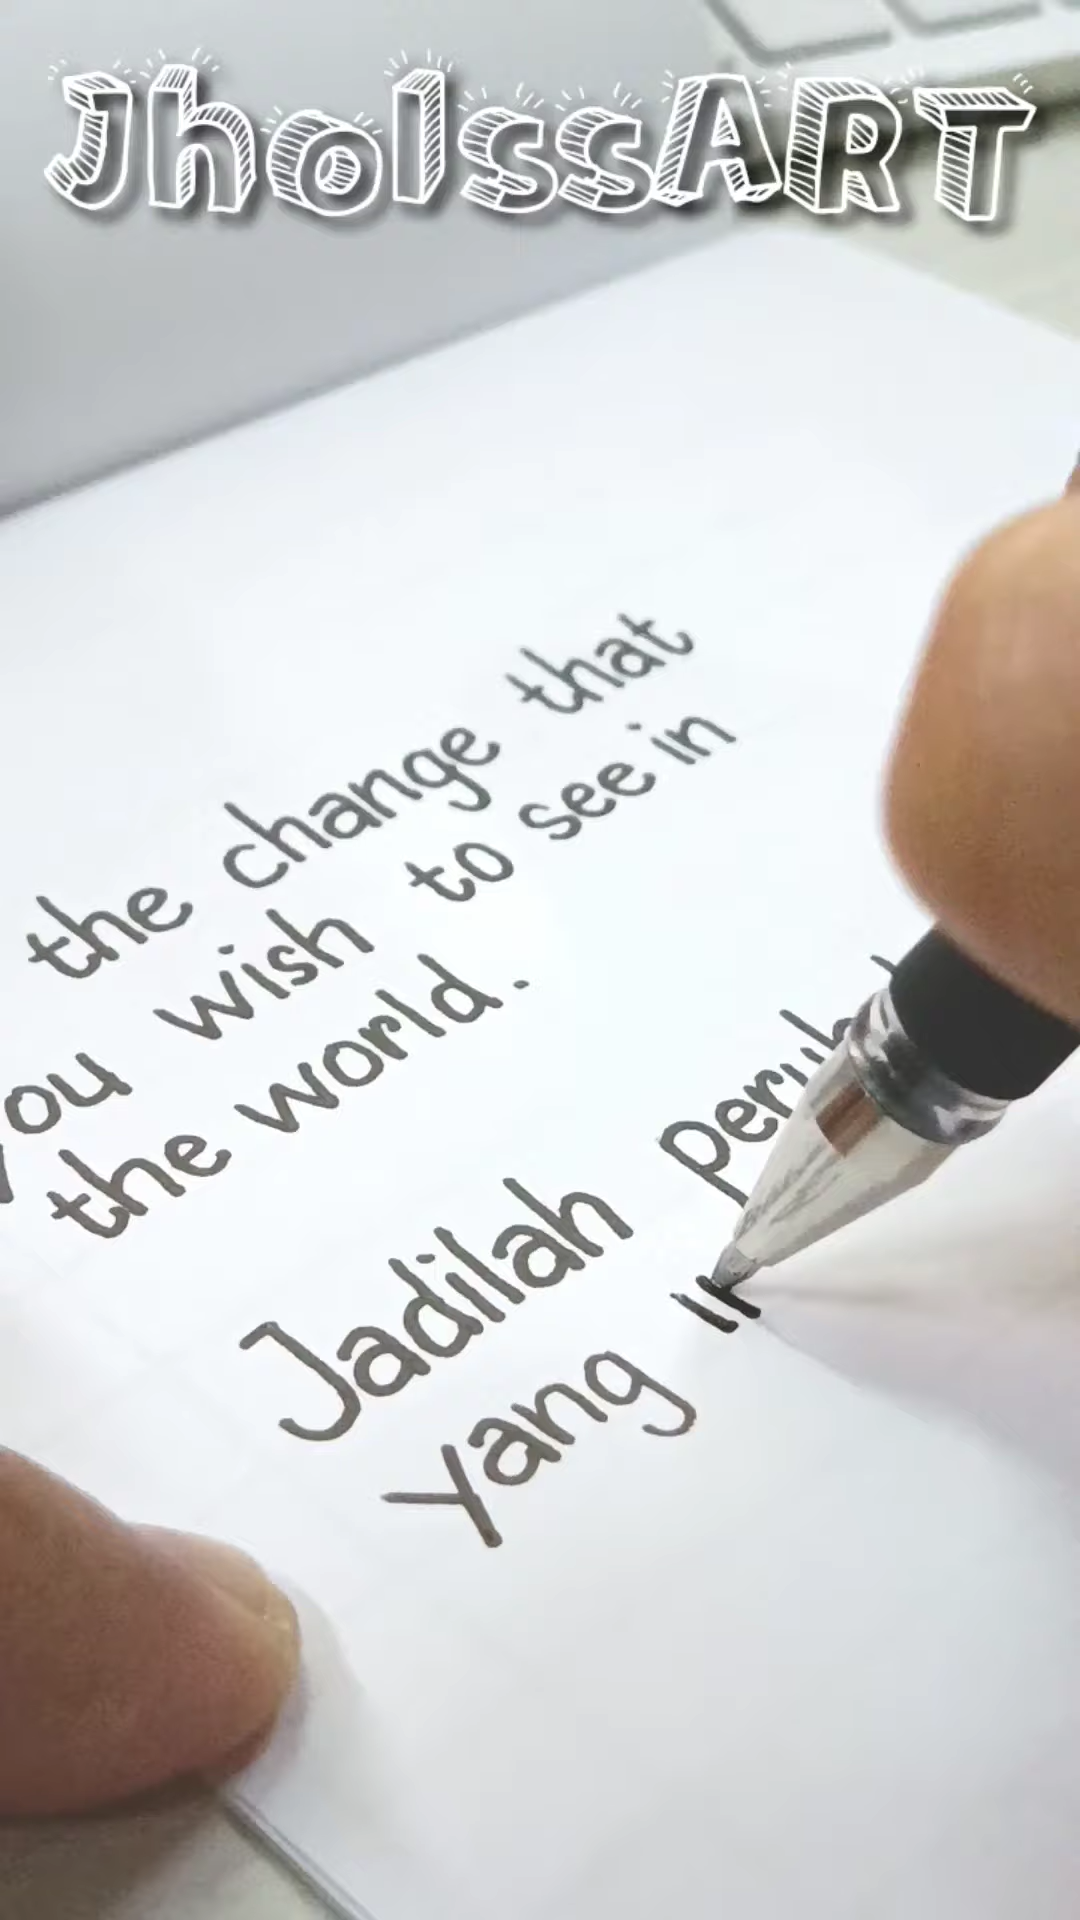 JholssART
the change that
you wish to see in
the world.
Jadilah
yang